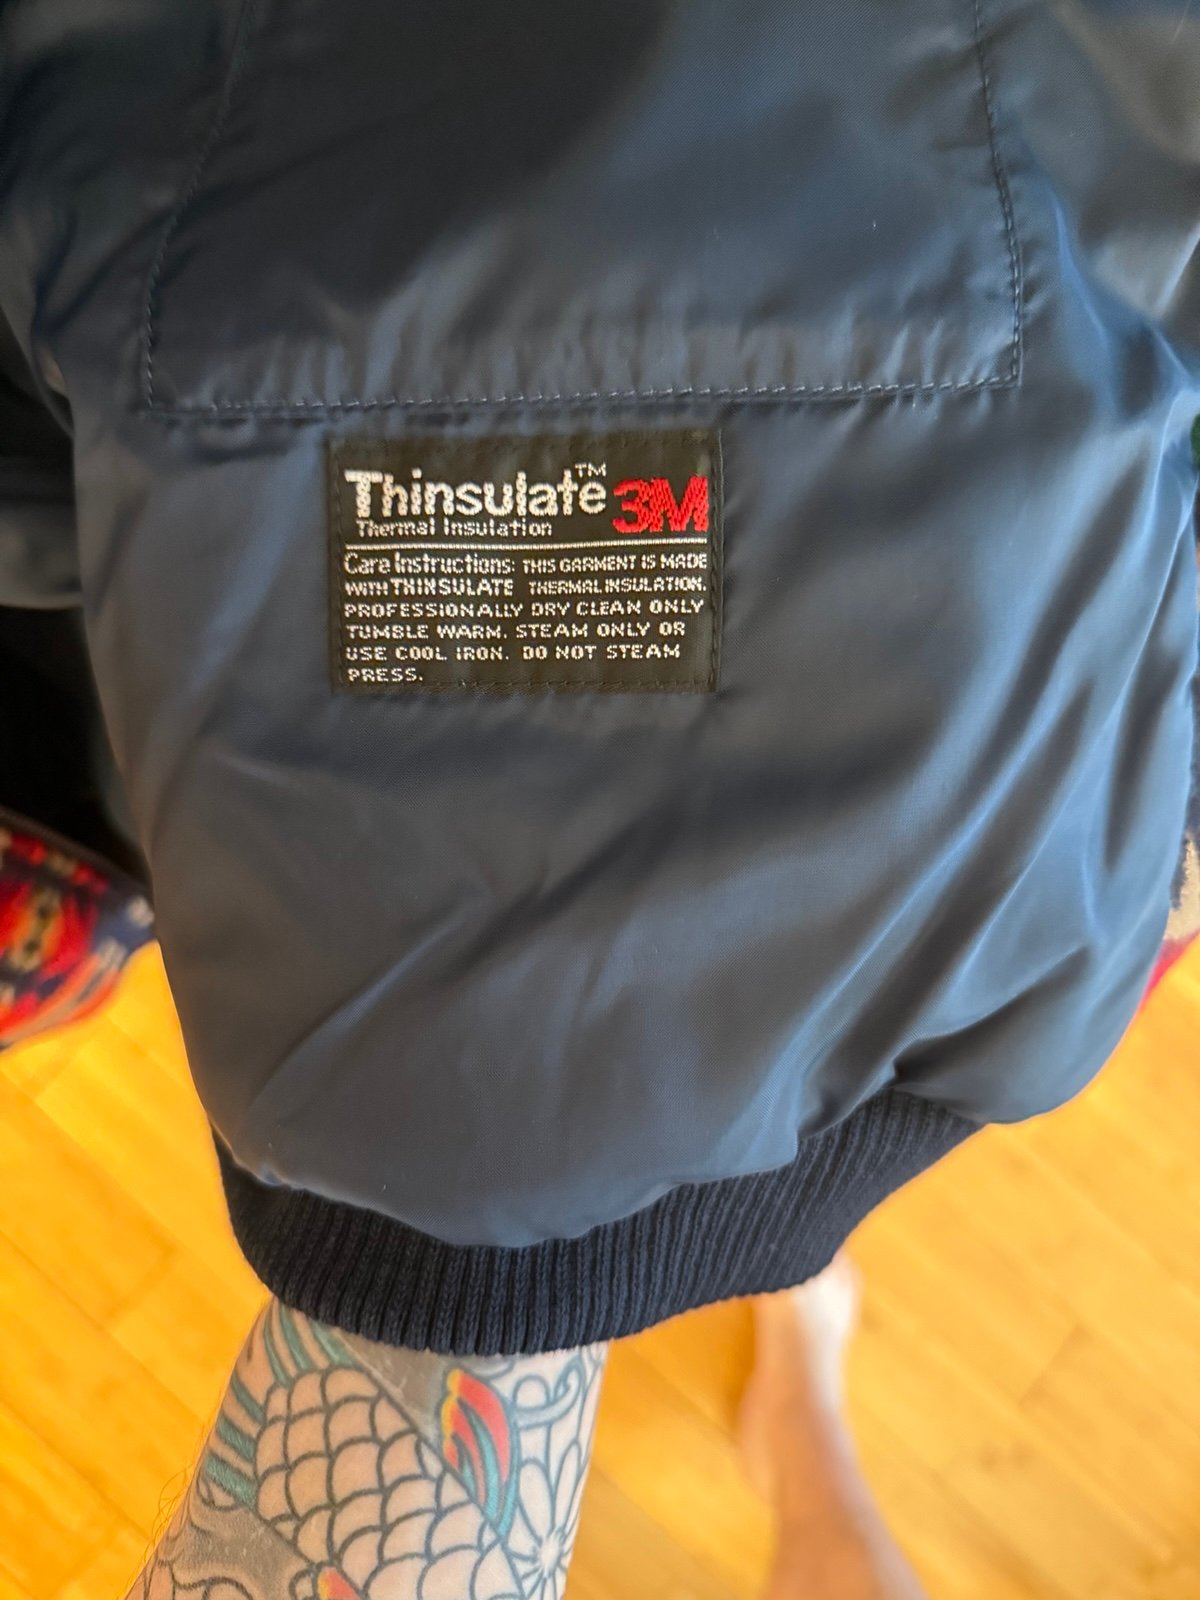 Thinsulate™ 3M
Thermal Insulation
Care Instructions: THIS GARMENT IS MADE
WITH THINSULATE THERMAL INSULATION.
PROFESSIONALLY DRY CLEAN ONLY
TUMBLE WARM. STEAM ONLY OR
USE COOL IRON. DO NOT STEAM
PRESS.